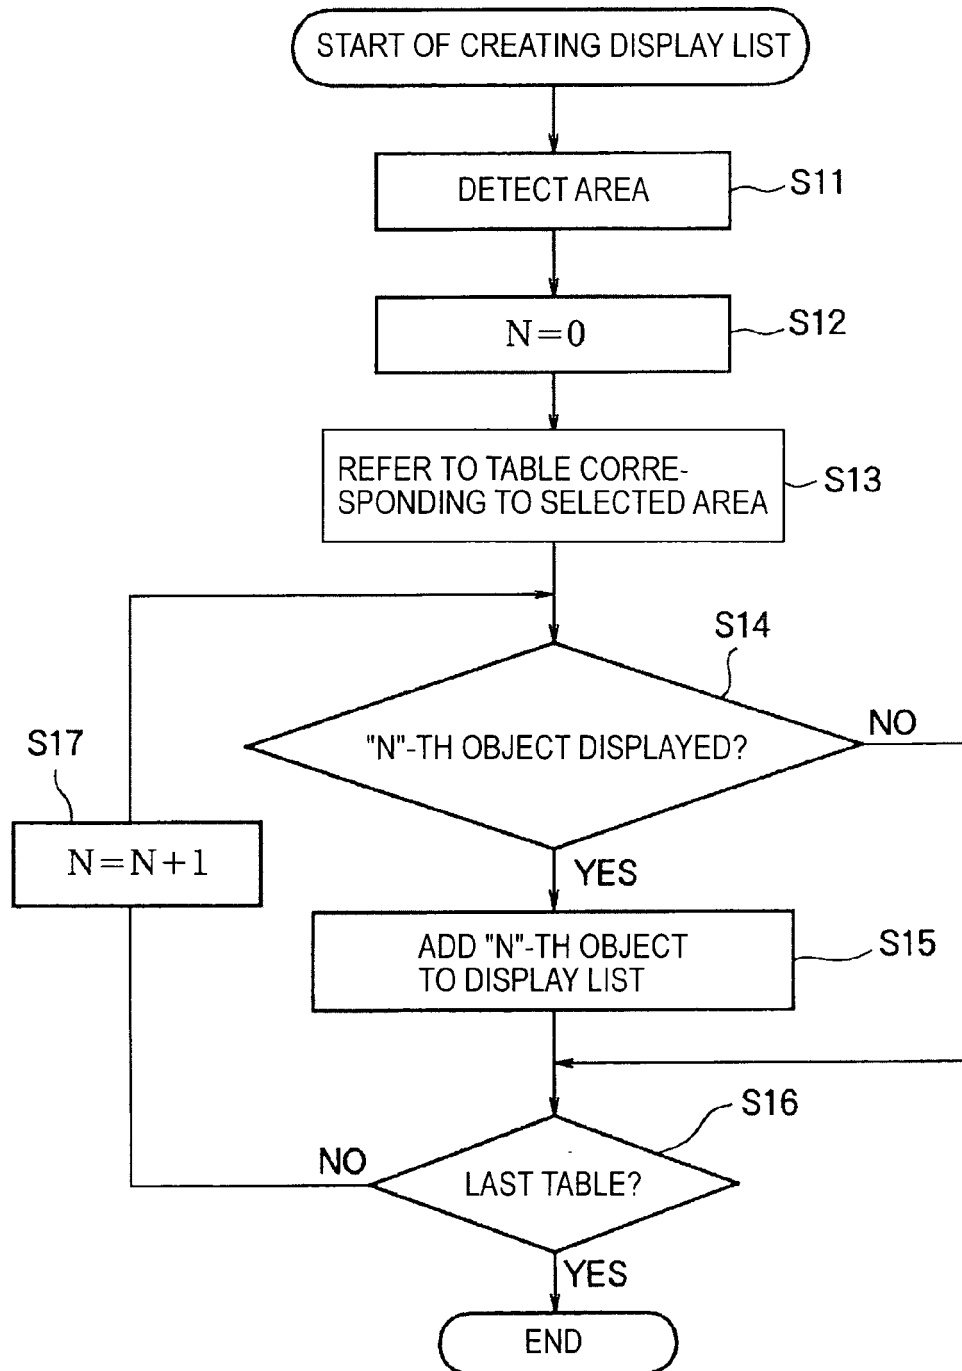 START OF CREATING DISPLAY LIST
DETECT AREA
S11
N=0
S12
REFER TO TABLE CORRE-
SPONDING TO SELECTED AREA
S13
S14
"N"-TH OBJECT DISPLAYED?
NO
S17
N=N+1
YES
ADD "N"-TH OBJECT
TO DISPLAY LIST
S15
S16
NO
LAST TABLE?
YES
END